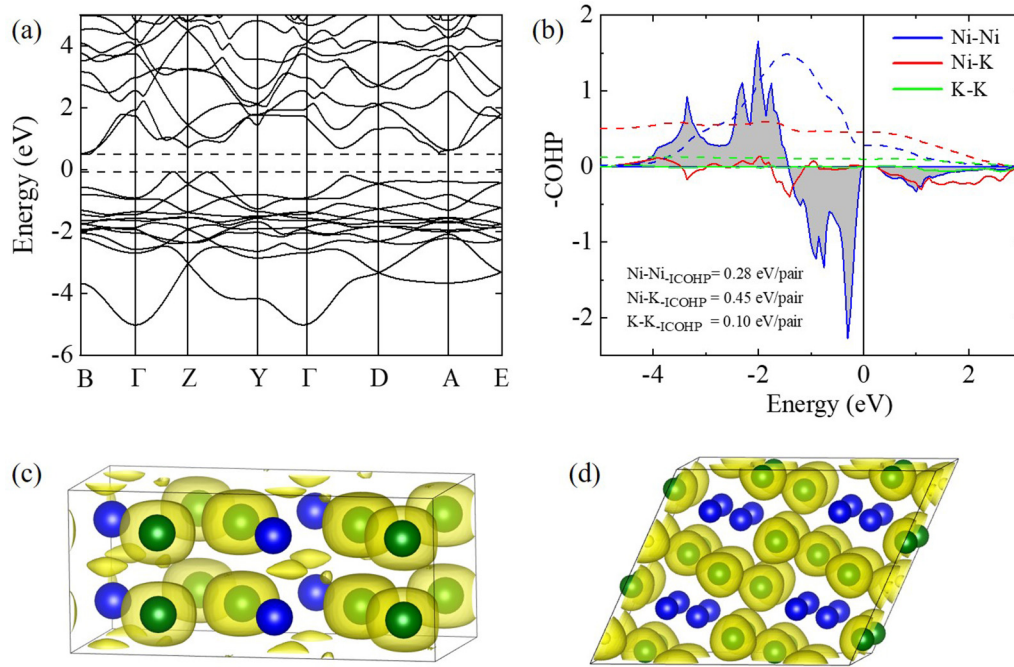 (a)
Energy (eV)
4
2
0
-2
-4
-6
B Γ Z Y Γ D A E
(b)
-COHP
2
1
0
-1
-2
Ni-Ni
Ni-K
K-K
Ni-Ni-ICOHP= 0.28 eV/pair
Ni-K-ICOHP = 0.45 eV/pair
K-K-ICOHP = 0.10 eV/pair
-4 -2 0 2
Energy (eV)
(c)
(d)